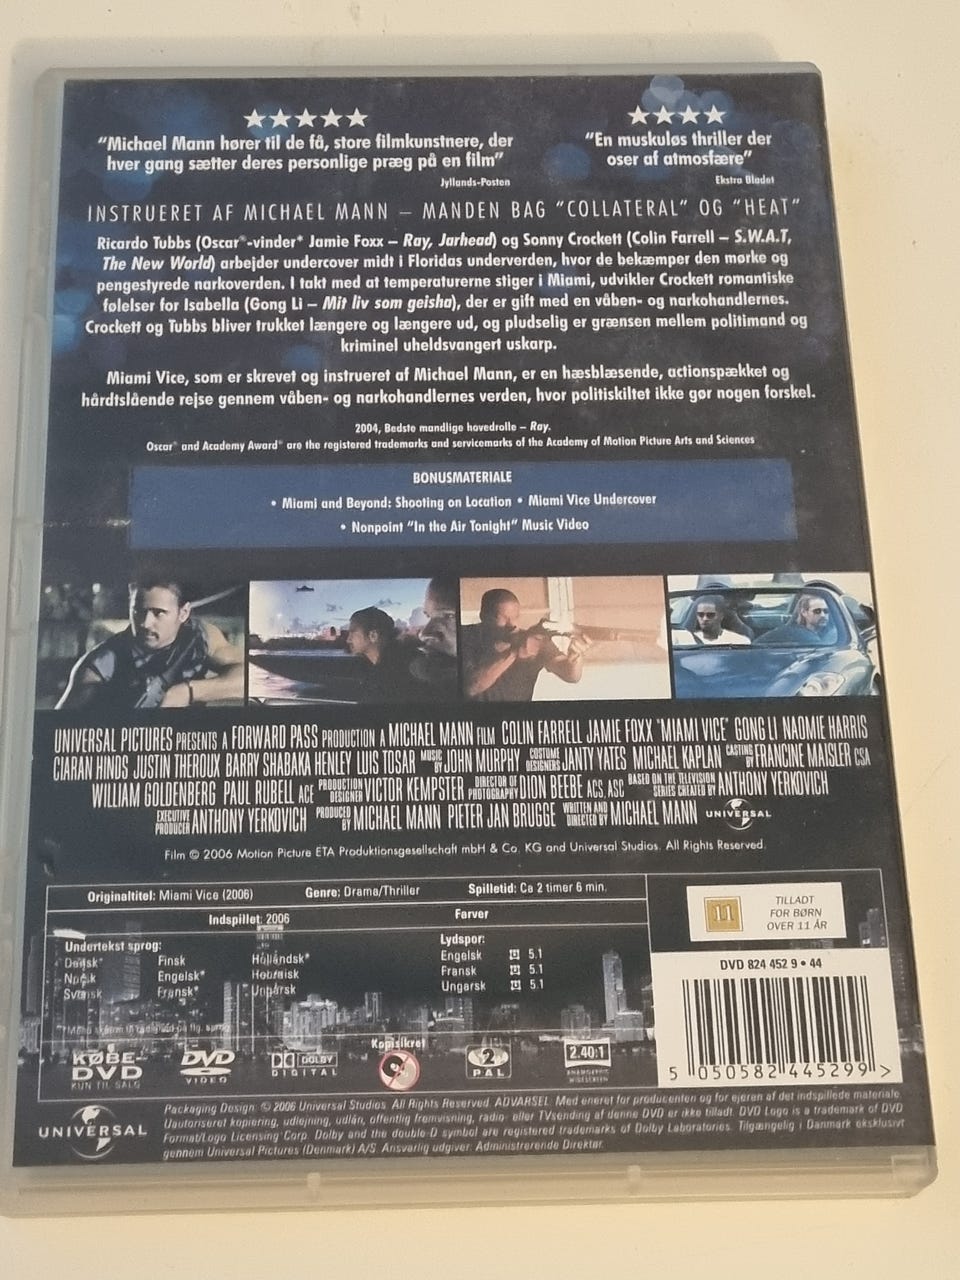 ★★★★★
"Michael Mann hører til de få, store filmkunstnere, der
hver gang sætter deres personlige præg på en film"
Jyllands-Posten
★★★★
"En muskuløs thriller der
oser af atmosfære"
Ekstra Bladet
INSTRUERET AF MICHAEL MANN – MANDEN BAG "COLLATERAL" OG "HEAT"
Ricardo Tubbs (Oscar®-vinder* Jamie Foxx – Ray, Jarhead) og Sonny Crockett (Colin Farrell – S.W.A.T,
The New World) arbejder undercover midt i Floridas underverden, hvor de bekæmper den mørke og
pengestyrede narkoverden. I takt med at temperaturerne stiger i Miami, udvikler Crockett romantiske
følelser for Isabella (Gong Li – Mit liv som geisha), der er gift med en våben- og narkohandlernes.
Crockett og Tubbs bliver trukket længere og længere ud, og pludselig er grænsen mellem politimand og
kriminel uheldsvangert uskarp.
Miami Vice, som er skrevet og instrueret af Michael Mann, er en hæsblæsende, actionspækket og
hårdtslående rejse gennem våben- og narkohandlernes verden, hvor politiskiltet ikke gør nogen forskel.
2004, Bedste mandlige hovedrolle – Ray.
Oscar® and Academy Award® are the registered trademarks and servicemarks of the Academy of Motion Picture Arts and Sciences
BONUSMATERIALE
• Miami and Beyond: Shooting on Location • Miami Vice Undercover
• Nonpoint "In the Air Tonight" Music Video
UNIVERSAL PICTURES PRESENTS A FORWARD PASS PRODUCTION A MICHAEL MANN FILM COLIN FARRELL JAMIE FOXX "MIAMI VICE" GONG LI NAOMIE HARRIS
CIARAN HINDS JUSTIN THEROUX BARRY SHABAKA HENLEY LUIS TOSAR MUSIC BY JOHN MURPHY COSTUME DESIGNERS JANTY YATES MICHAEL KAPLAN CASTING BY FRANCINE MAISLER CSA
WILLIAM GOLDENBERG PAUL RUBELL ACE PRODUCTION DESIGNER VICTOR KEMPSTER DIRECTOR OF PHOTOGRAPHY DION BEEBE ACS, ASC BASED ON THE TELEVISION SERIES CREATED BY ANTHONY YERKOVICH
EXECUTIVE PRODUCER ANTHONY YERKOVICH PRODUCED BY MICHAEL MANN PIETER JAN BRUGGE WRITTEN AND DIRECTED BY MICHAEL MANN UNIVERSAL
Film © 2006 Motion Picture ETA Produktionsgesellschaft mbH & Co. KG and Universal Studios. All Rights Reserved.
Originaltitel: Miami Vice (2006) Genre: Drama/Thriller Spilletid: Ca 2 timer 6 min.
Indspillet: 2006 Farver
Undertekst sprog:
Dansk* Finsk Hollandsk*
Norsk Engelsk* Hebraisk
Svensk Fransk* Ungarsk
Lydspor:
Engelsk 5.1
Fransk 5.1
Ungarsk 5.1
11
TILLADT
FOR BØRN
OVER 11 ÅR
DVD 824 452 9 • 44
5 050582 445299 >
KØBE-
DVD
KUN TIL SALG
DVD
VIDEO
DOLBY
DIGITAL
Kopisikret
2
PAL
2.40:1
ANAMORPHIC
WIDESCREEN
UNIVERSAL
Packaging Design: © 2006 Universal Studios. All Rights Reserved. ADVARSEL. Med eneret for producenten og for ejeren af det indspillede materiale.
Uautoriseret kopiering, udlejning, udlån, offentlig fremvisning, radio- eller TVsending af denne DVD er ikke tilladt. DVD Logo is a trademark of DVD
Format/Logo Licensing Corp. Dolby and the double-D symbol are registered trademarks of Dolby Laboratories. Tilgængelig i Danmark eksklusivt
gennem Universal Pictures (Denmark) A/S. Ansvarlig udgiver: Administrerende Direktør.